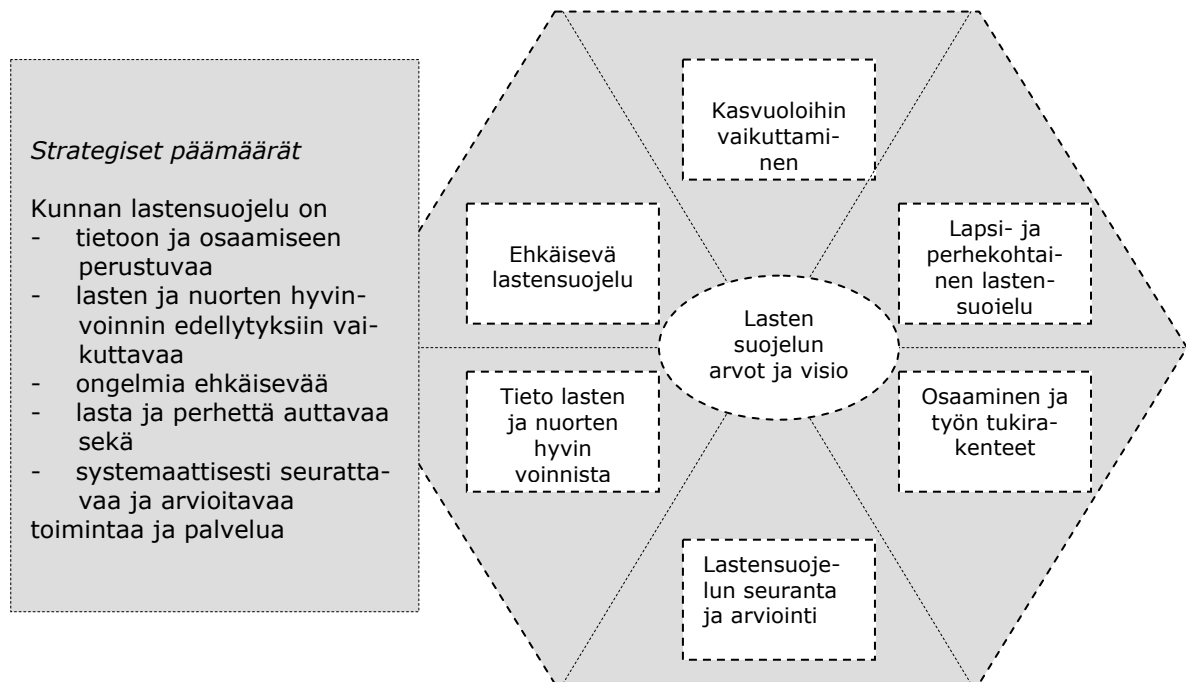 Strategiset päämäärät
Kunnan lastensuojelu on
- tietoon ja osaamiseen
perustuvaa
- lasten ja nuorten hyvin-
voinnin edellytyksiin vai-
kuttavaa
- ongelmia ehkäisevää
- lasta ja perhettä auttavaa
sekä
- systemaattisesti seuratta-
vaa ja arvioitavaa
toimintaa ja palvelua
Kasvuoloihin
vaikuttami-
nen
Ehkäisevä
lastensuojelu
Lapsi- ja
perhekohtai-
nen lasten-
suojelu
Lasten
suojelun
arvot ja visio
Tieto lasten
ja nuorten
hyvin
voinnista
Osaaminen ja
työn tukira-
kenteet
Lastensuoje-
lun seuranta
ja arviointi